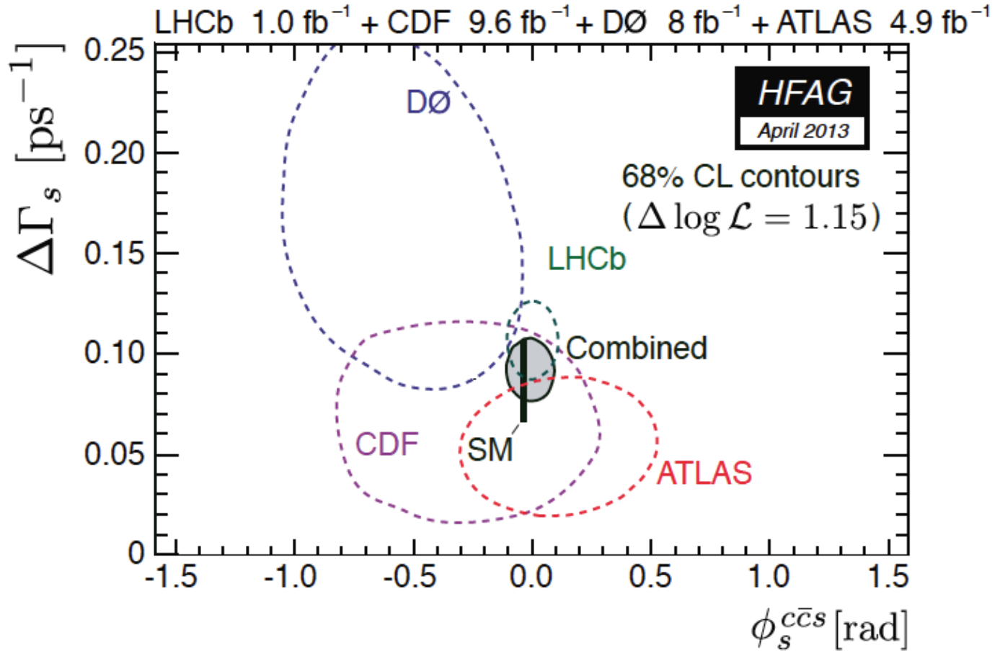 LHCb 1.0 fb⁻¹ + CDF 9.6 fb⁻¹ + DØ 8 fb⁻¹ + ATLAS 4.9 fb⁻¹
ΔΓₛ [ps⁻¹]
0.25
0.20
0.15
0.10
0.05
0
DØ
HFAG
April 2013
68% CL contours
(Δ log ℒ = 1.15)
LHCb
Combined
CDF
SM
ATLAS
-1.5 -1.0 -0.5 0.0 0.5 1.0 1.5
ϕₛ^{cc̄s} [rad]